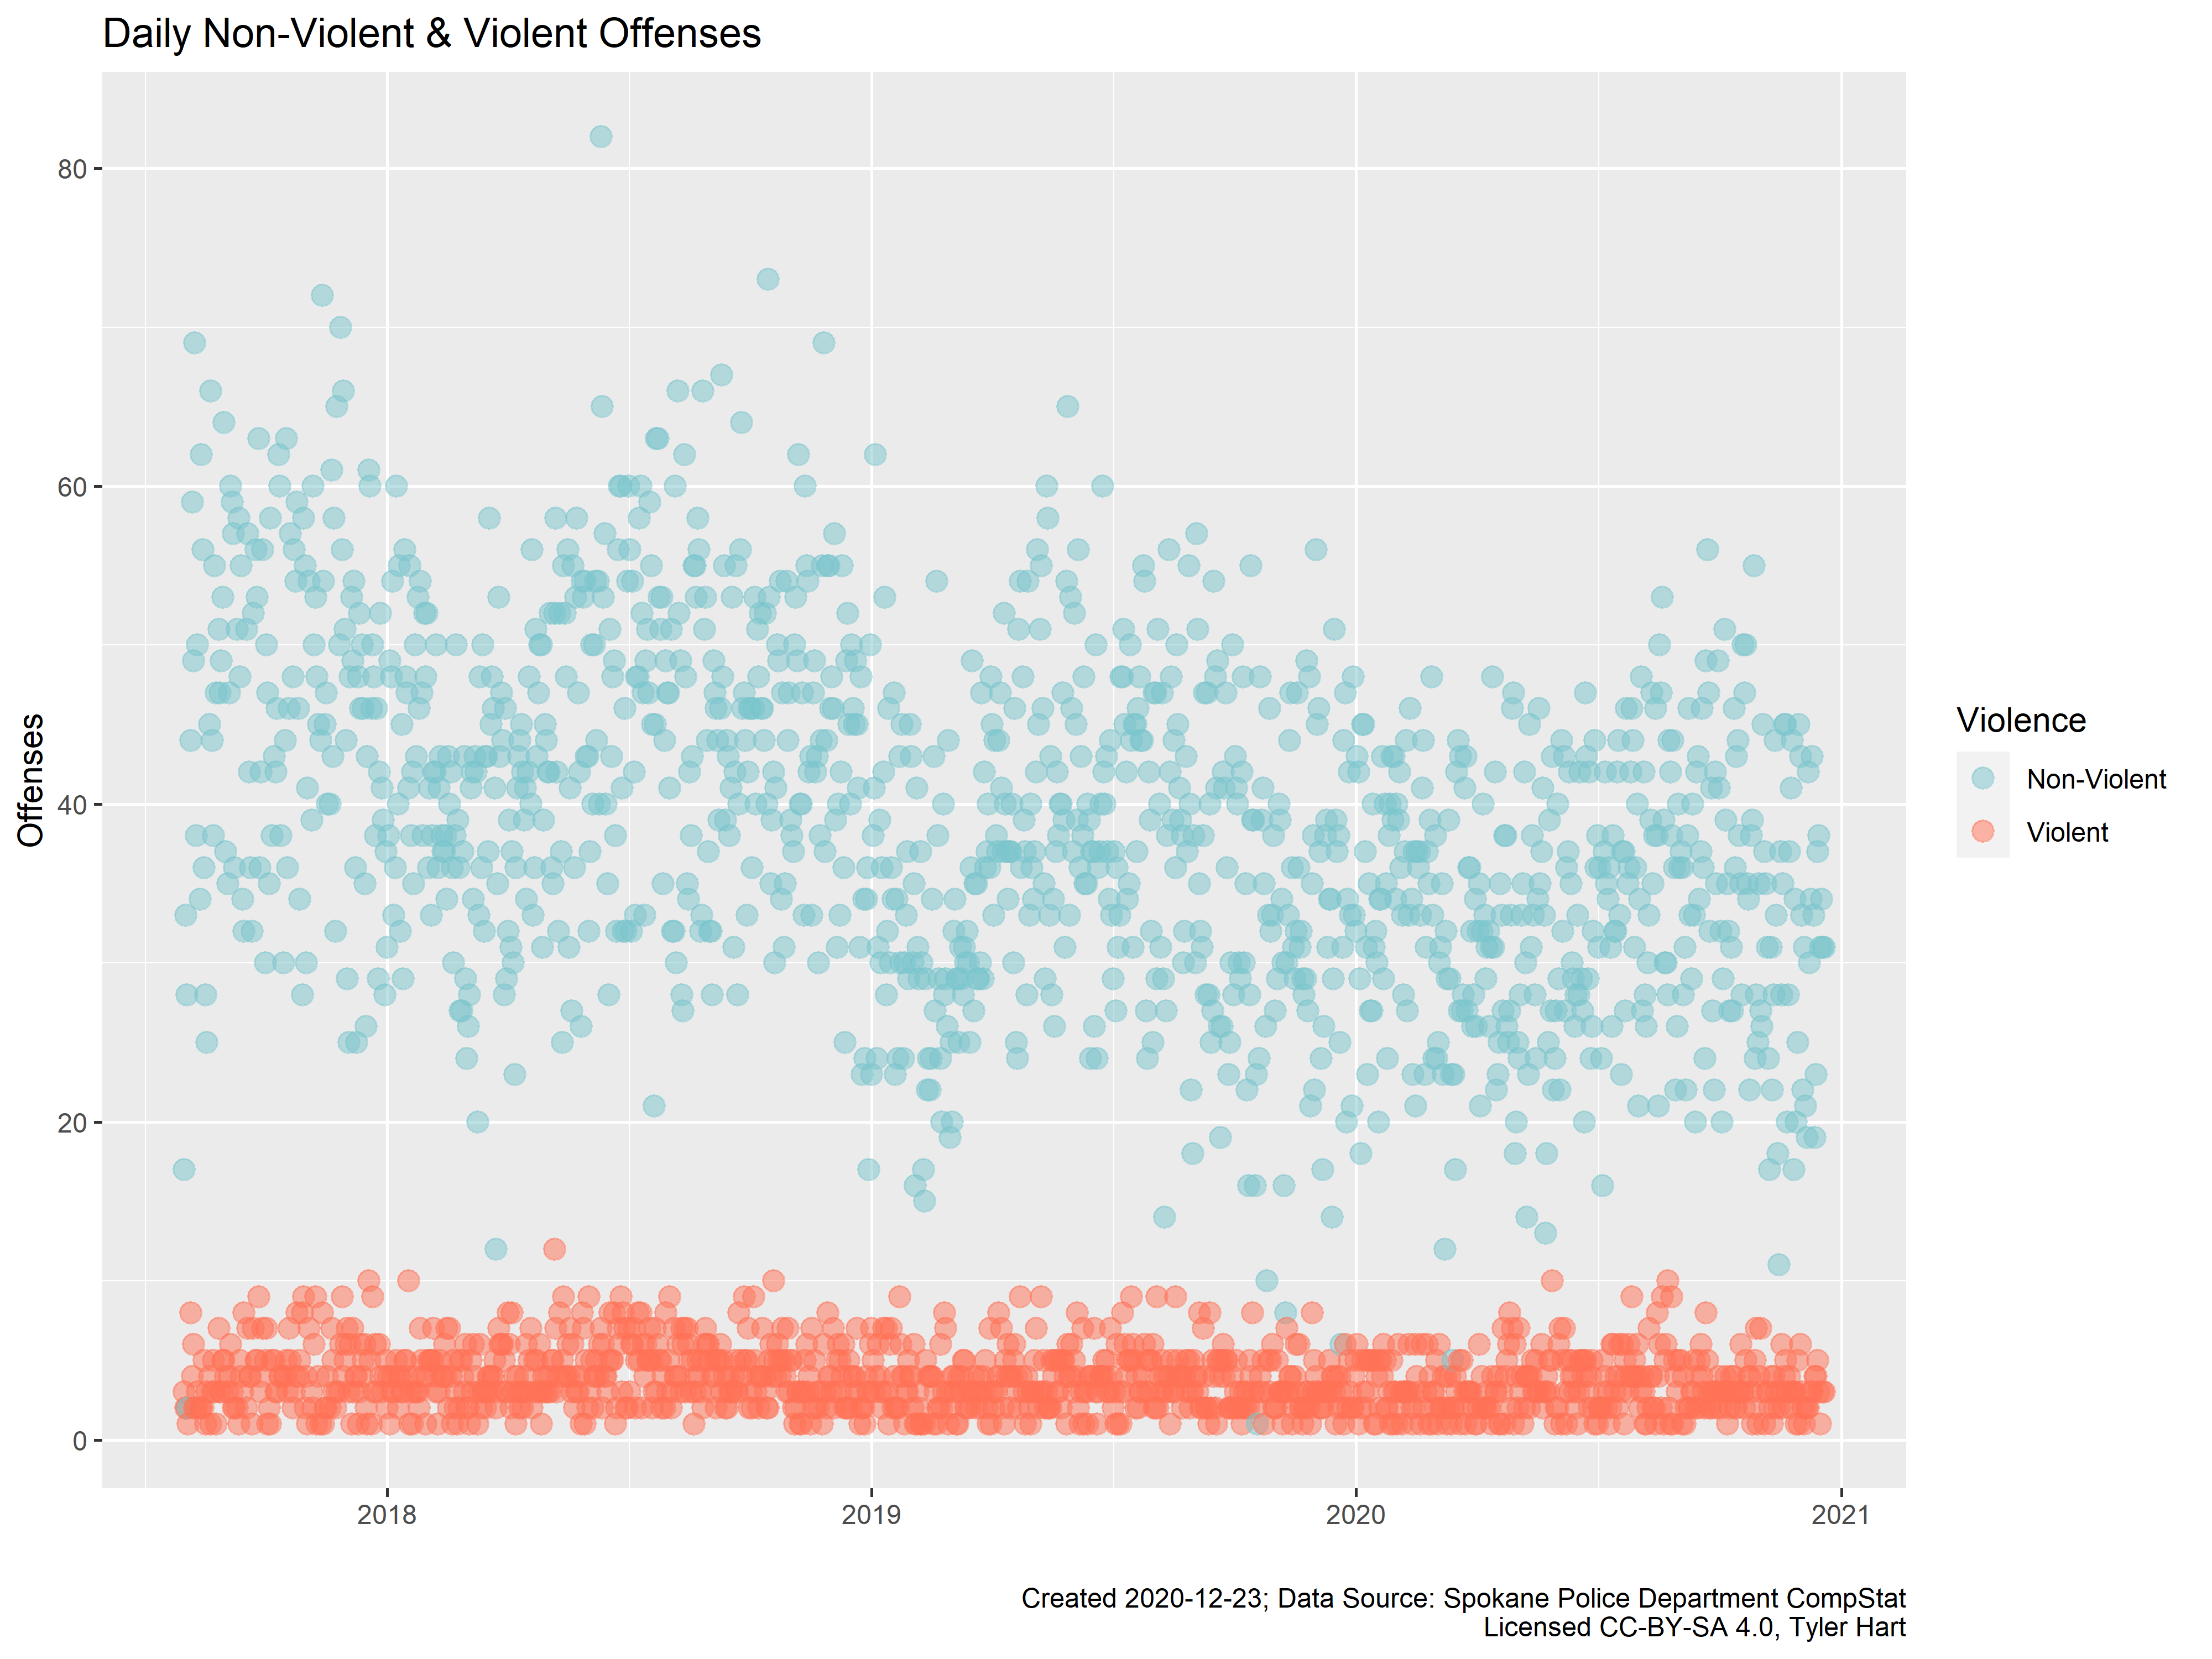 Daily Non-Violent & Violent Offenses
80
60
40
20
0
Offenses
2018
2019
2020
2021
Violence
Non-Violent
Violent
Created 2020-12-23; Data Source: Spokane Police Department CompStat
Licensed CC-BY-SA 4.0, Tyler Hart